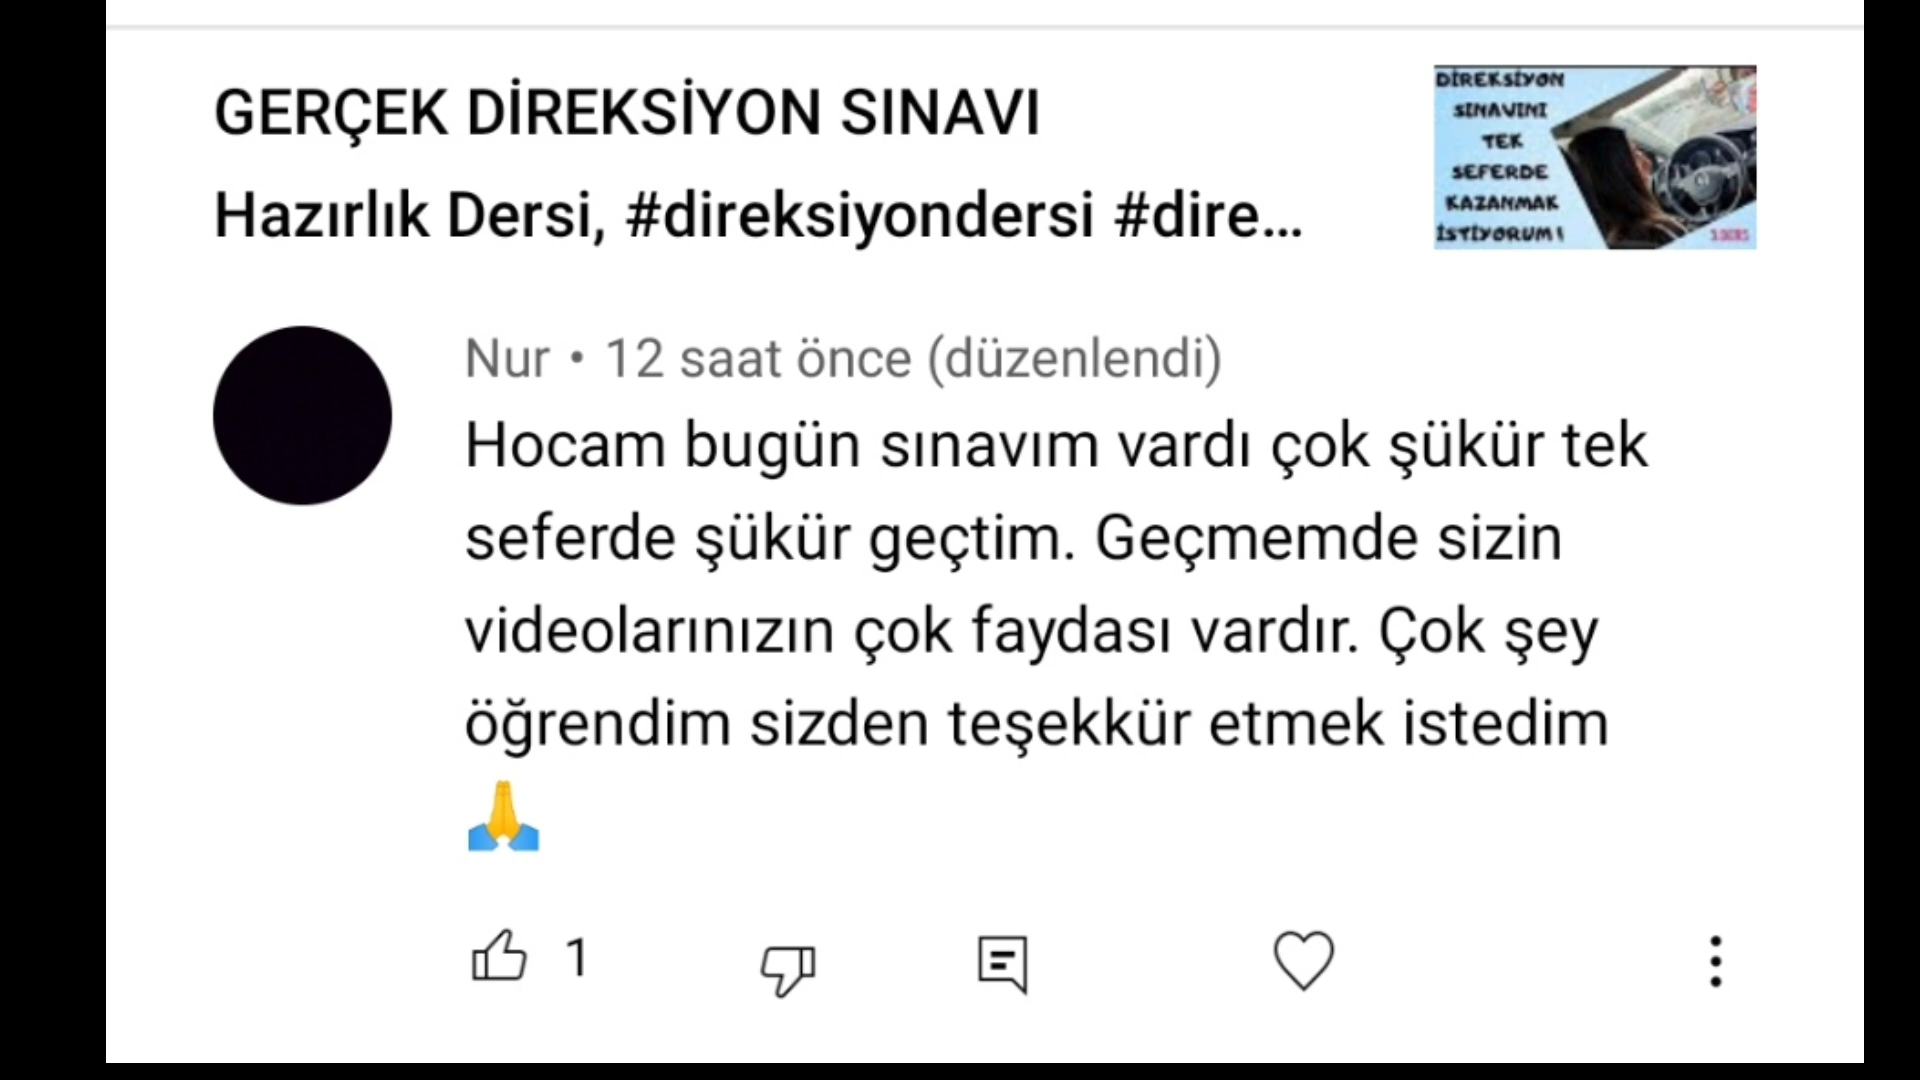 GERÇEK DİREKSİYON SINAVI
Hazırlık Dersi, #direksiyondersi #dire...
DİREKSİYON
SINAVINI
TEK
SEFERDE
KAZANMAK
İSTİYORUM!
Nur • 12 saat önce (düzenlendi)
Hocam bugün sınavım vardı çok şükür tek
seferde şükür geçtim. Geçmemde sizin
videolarınızın çok faydası vardır. Çok şey
öğrendim sizden teşekkür etmek istedim
🙏
1